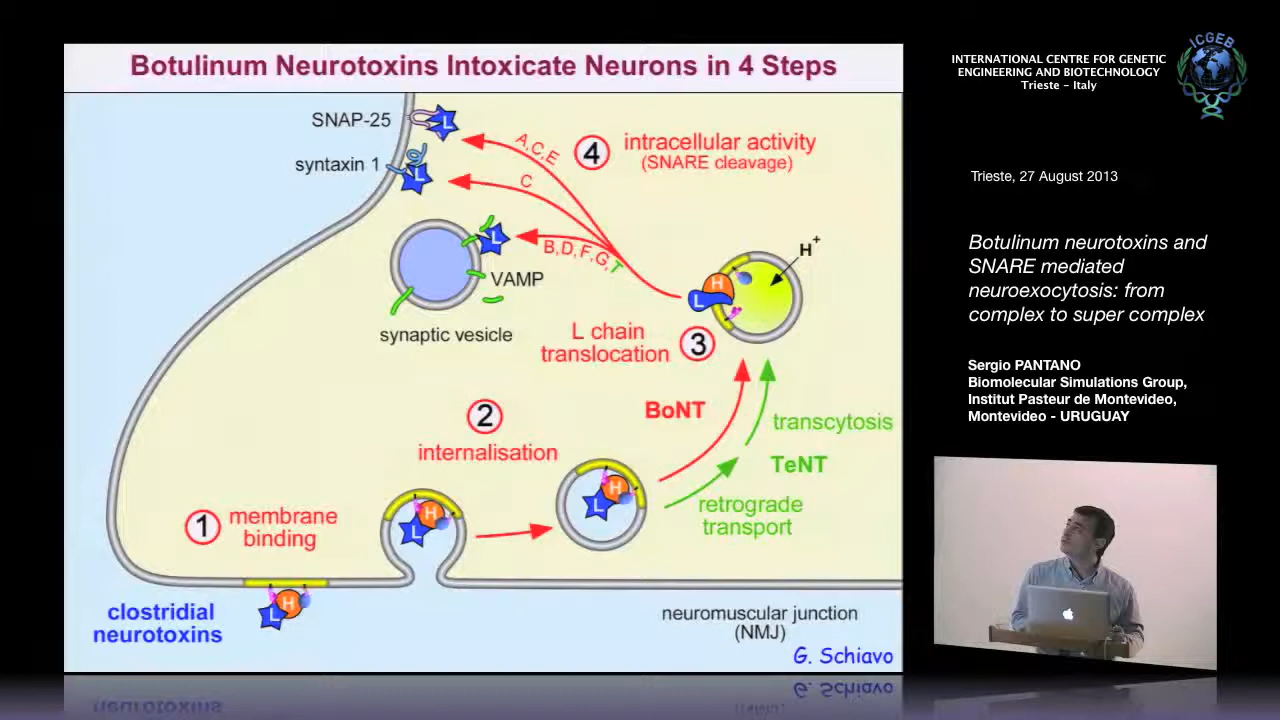 Botulinum Neurotoxins Intoxicate Neurons in 4 Steps
SNAP-25
L
syntaxin 1
L
A,C,E
4
intracellular activity
(SNARE cleavage)
C
B,D,F,G,T
L
VAMP
synaptic vesicle
H+
H
L
L chain
translocation
3
2
internalisation
BoNT
transcytosis
TeNT
retrograde
transport
H
L
H
L
1
membrane
binding
H
L
clostridial
neurotoxins
neuromuscular junction
(NMJ)
G. Schiavo
INTERNATIONAL CENTRE FOR GENETIC
ENGINEERING AND BIOTECHNOLOGY
Trieste - Italy
ICGEB
Trieste, 27 August 2013
Botulinum neurotoxins and
SNARE mediated
neuroexocytosis: from
complex to super complex
Sergio PANTANO
Biomolecular Simulations Group,
Institut Pasteur de Montevideo,
Montevideo - URUGUAY